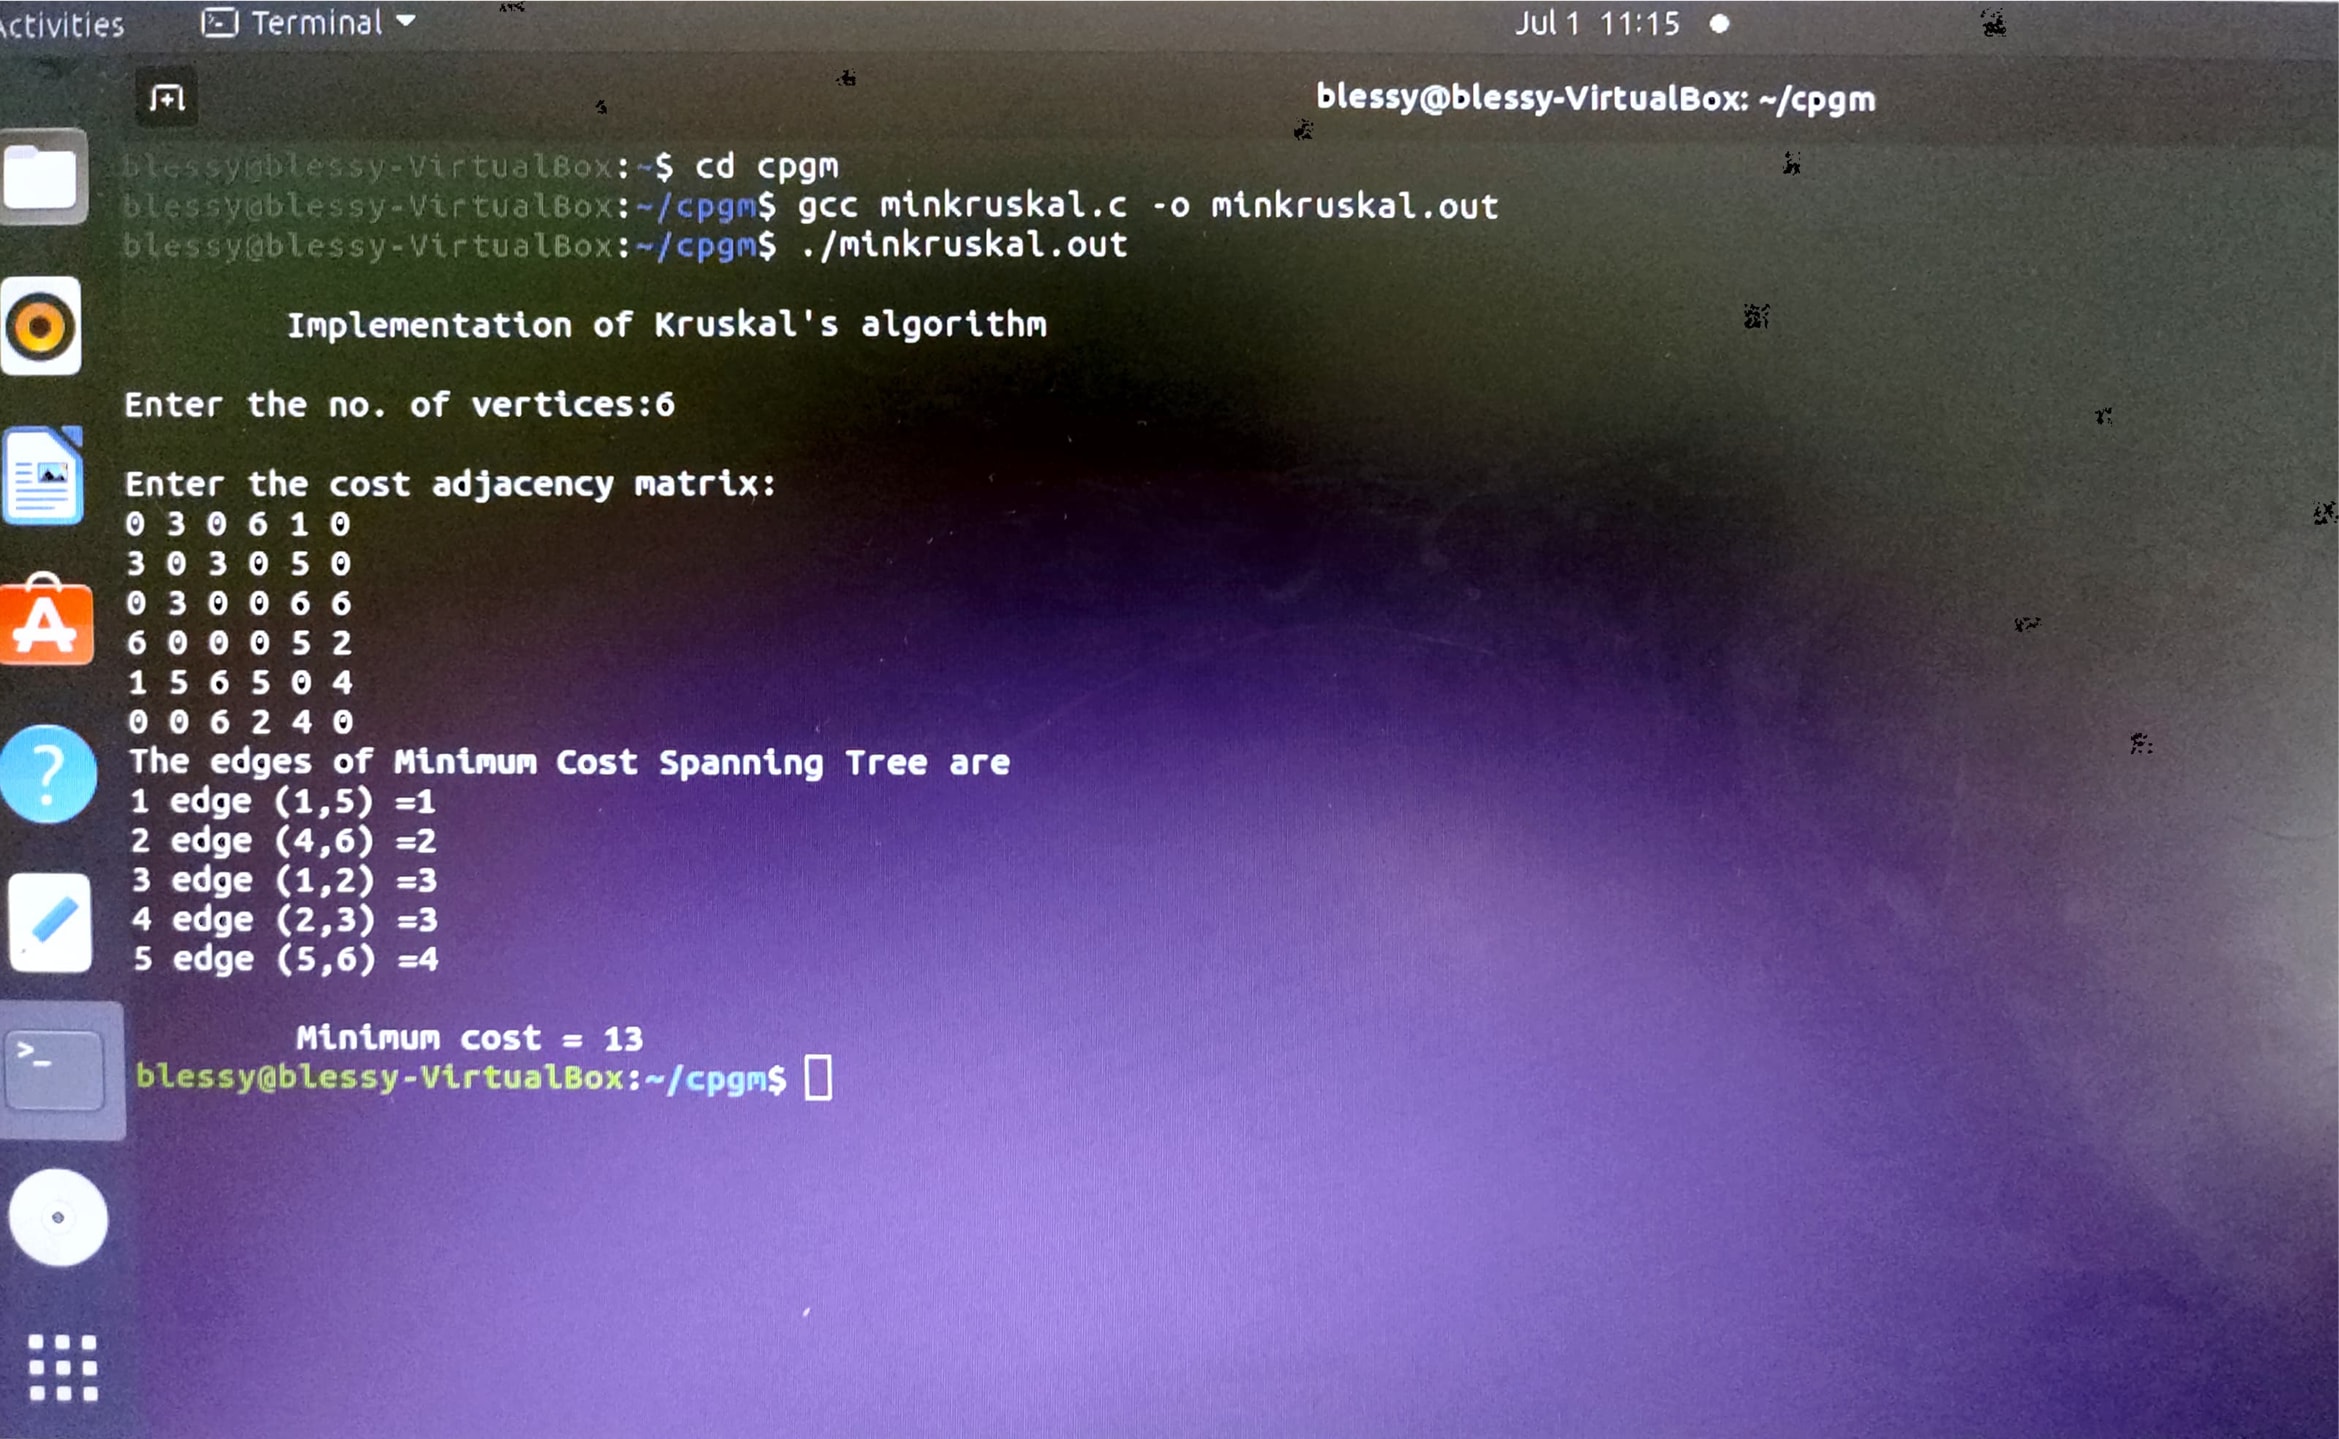 Activities Terminal Jul 1 11:15
blessy@blessy-VirtualBox: ~/cpgm
blessy@blessy-VirtualBox:~$ cd cpgm
blessy@blessy-VirtualBox:~/cpgm$ gcc minkruskal.c -o minkruskal.out
blessy@blessy-VirtualBox:~/cpgm$ ./minkruskal.out
Implementation of Kruskal's algorithm
Enter the no. of vertices:6
Enter the cost adjacency matrix:
0 3 0 6 1 0
3 0 3 0 5 0
0 3 0 0 6 6
6 0 0 0 5 2
1 5 6 5 0 4
0 0 6 2 4 0
The edges of Minimum Cost Spanning Tree are
1 edge (1,5) =1
2 edge (4,6) =2
3 edge (1,2) =3
4 edge (2,3) =3
5 edge (5,6) =4
Minimum cost = 13
blessy@blessy-VirtualBox:~/cpgm$